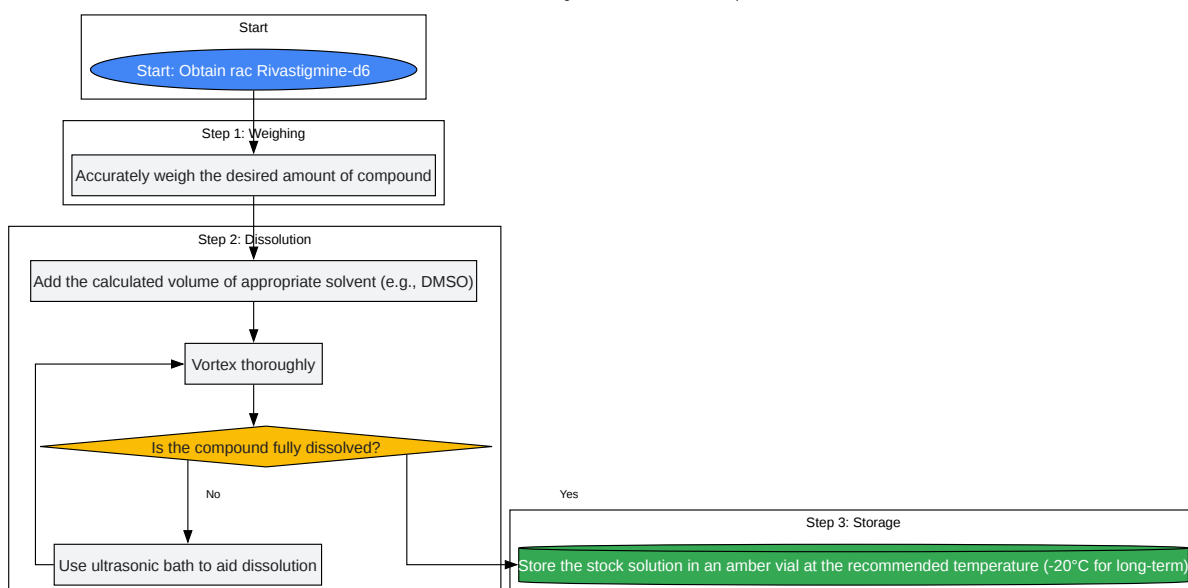 Start
Start: Obtain rac Rivastigmine-d6
Step 1: Weighing
Accurately weigh the desired amount of compound
Step 2: Dissolution
Add the calculated volume of appropriate solvent (e.g., DMSO)
Vortex thoroughly
Is the compound fully dissolved?
No
Yes
Step 3: Storage
Use ultrasonic bath to aid dissolution
Store the stock solution in an amber vial at the recommended temperature (-20°C for long-term)